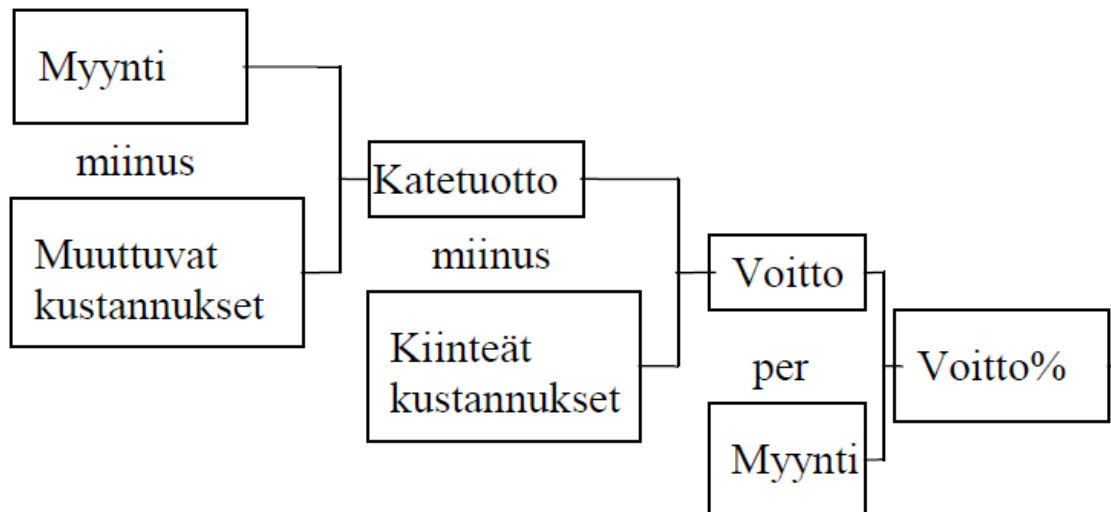 Myynti
miinus
Muuttuvat
kustannukset
Katetuotto
miinus
Kiinteät
kustannukset
Voitto
per
Myynti
Voitto%